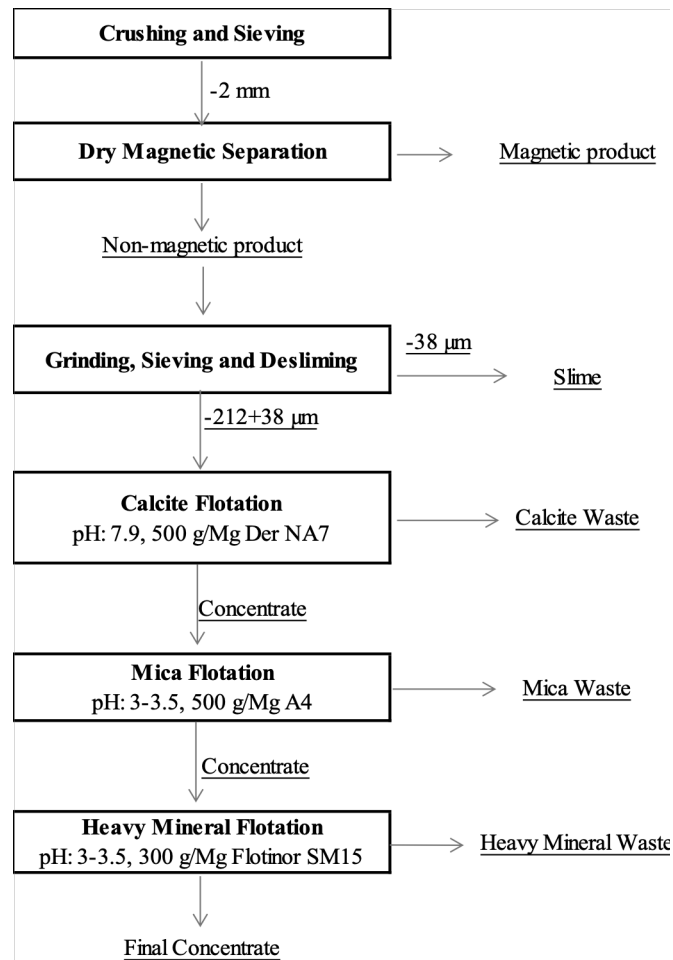 Crushing and Sieving
-2 mm
Dry Magnetic Separation
Magnetic product
Non-magnetic product
Grinding, Sieving and Desliming
-38 μm
Slime
-212+38 μm
Calcite Flotation
pH: 7.9, 500 g/Mg Der NA7
Calcite Waste
Concentrate
Mica Flotation
pH: 3-3.5, 500 g/Mg A4
Mica Waste
Concentrate
Heavy Mineral Flotation
pH: 3-3.5, 300 g/Mg Flotinor SM15
Heavy Mineral Waste
Final Concentrate